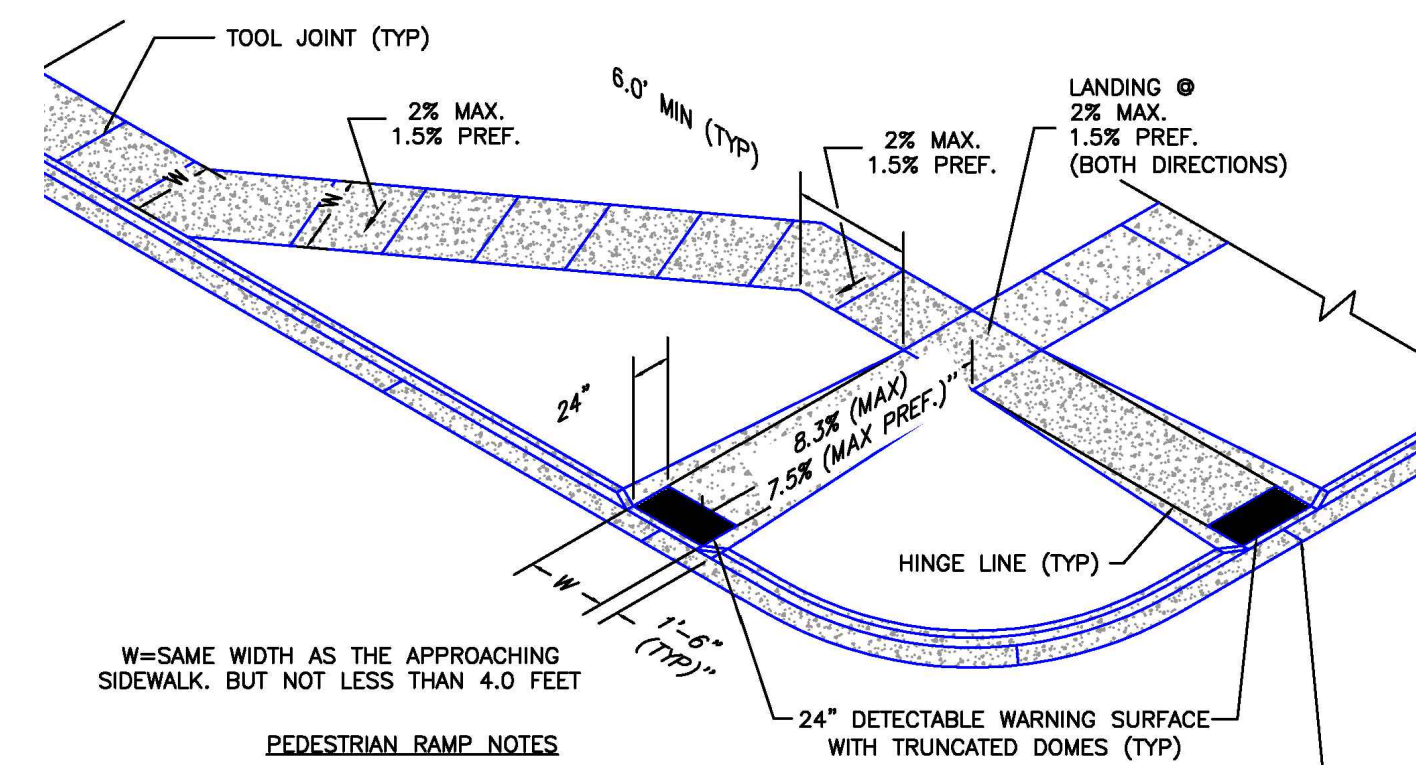 TOOL JOINT (TYP)
2% MAX.
1.5% PREF.
6.0' MIN (TYP)
2% MAX.
1.5% PREF.
LANDING @
2% MAX.
1.5% PREF.
(BOTH DIRECTIONS)
W
W
24"
8.3% (MAX)
7.5% (MAX PREF.)"
HINGE LINE (TYP)
W
1'-6"
(TYP)"
W=SAME WIDTH AS THE APPROACHING
SIDEWALK. BUT NOT LESS THAN 4.0 FEET
24" DETECTABLE WARNING SURFACE
WITH TRUNCATED DOMES (TYP)
PEDESTRIAN RAMP NOTES